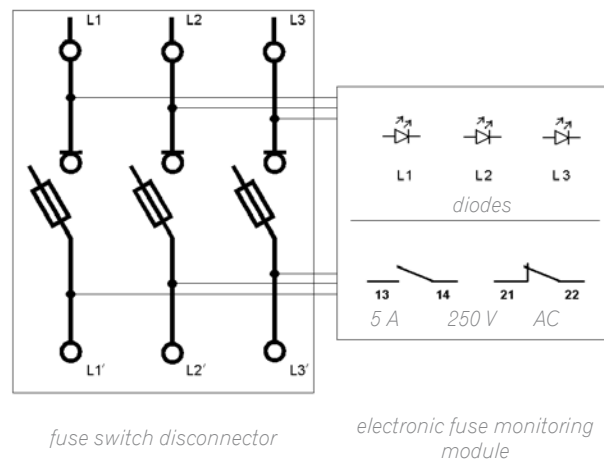 L1 L2 L3
L1 L2 L3
diodes
13 14 21 22
5 A 250 V AC
L1′ L2′ L3′
fuse switch disconnector
electronic fuse monitoring
module